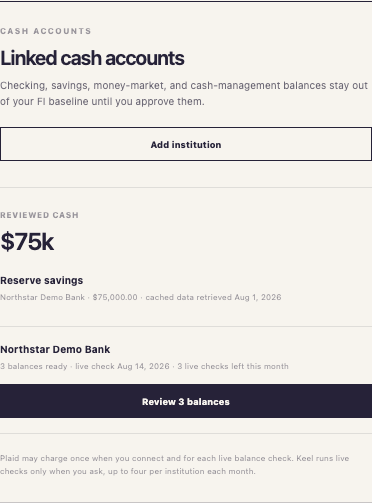 CASH ACCOUNTS
Linked cash accounts
Checking, savings, money-market, and cash-management balances stay out
of your FI baseline until you approve them.
Add institution
REVIEWED CASH
$75k
Reserve savings
Northstar Demo Bank · $75,000.00 · cached data retrieved Aug 1, 2026
Northstar Demo Bank
3 balances ready · live check Aug 14, 2026 · 3 live checks left this month
Review 3 balances
Plaid may charge once when you connect and for each live balance check. Keel runs live
checks only when you ask, up to four per institution each month.